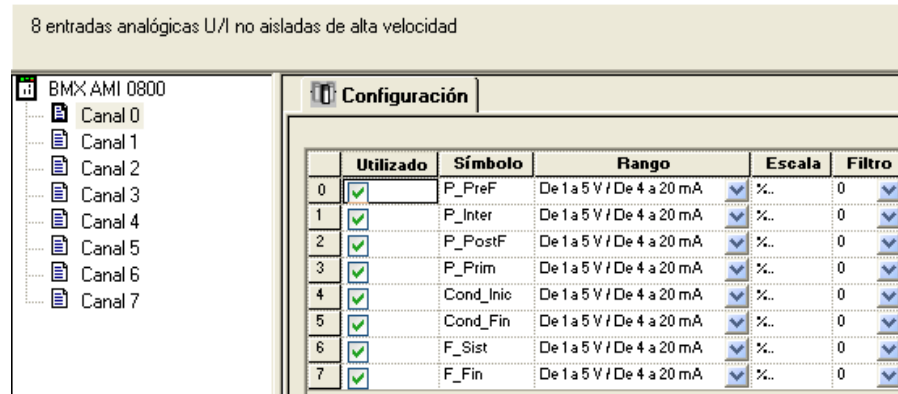 8 entradas analógicas U/I no aisladas de alta velocidad
BMX AMI 0800
Canal 0
Canal 1
Canal 2
Canal 3
Canal 4
Canal 5
Canal 6
Canal 7
Configuración
Utilizado Símbolo Rango Escala Filtro
0 P_PreF De 1 a 5 V / De 4 a 20 mA %.. 0
1 P_Inter De 1 a 5 V / De 4 a 20 mA %.. 0
2 P_PostF De 1 a 5 V / De 4 a 20 mA %.. 0
3 P_Prim De 1 a 5 V / De 4 a 20 mA %.. 0
4 Cond_Inic De 1 a 5 V / De 4 a 20 mA %.. 0
5 Cond_Fin De 1 a 5 V / De 4 a 20 mA %.. 0
6 F_Sist De 1 a 5 V / De 4 a 20 mA %.. 0
7 F_Fin De 1 a 5 V / De 4 a 20 mA %.. 0